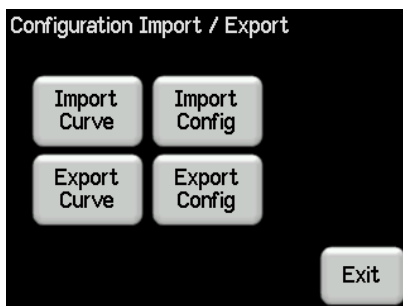 Configuration Import / Export
Import
Curve
Import
Config
Export
Curve
Export
Config
Exit